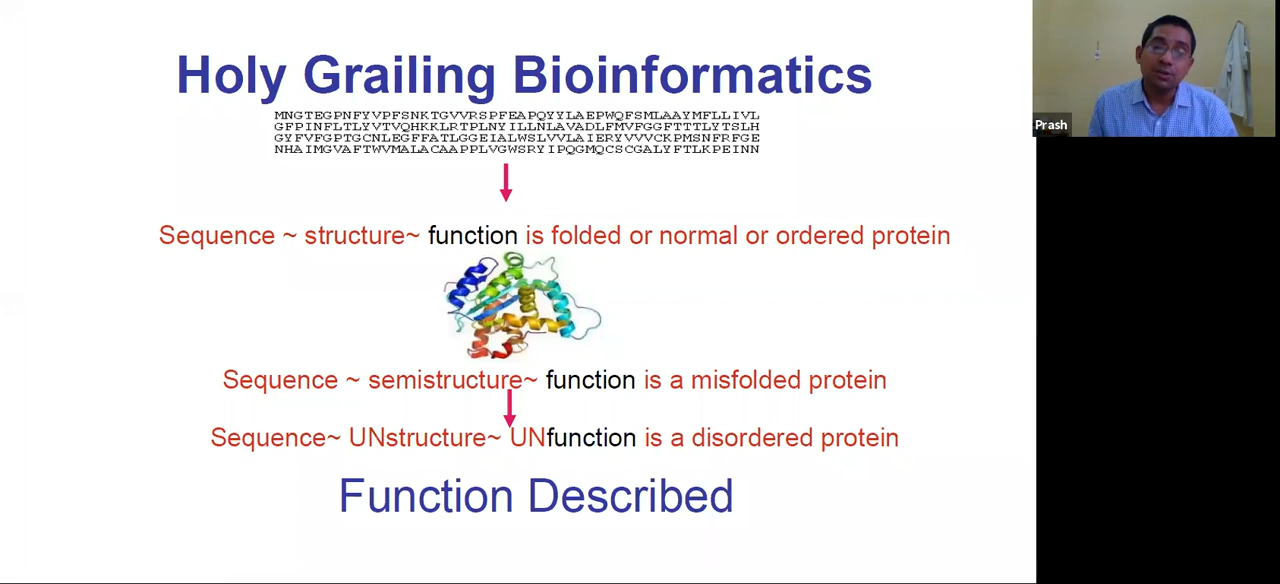 Holy Grailing Bioinformatics
MNGTEGPNFYVPFSNKTGVVRSPFEAPQYYLAEPWQFSMLAAYMFLLIVL
GFPINFLTLYVTVQHKKLRTPLNYILLNLAVADLFMVFGGFTTTLYTSLH
GYFVFGPTGCNLEGFFATLGGEIALWSLVVLAIERYVVVCKPMSNFRFGE
NHAIMGVAFTWVMALACAAPPLVGWSRYIPQGMQCSCGALYFTLKPEINN
Sequence ~ structure~ function is folded or normal or ordered protein
Sequence ~ semistructure~ function is a misfolded protein
Sequence~ UNstructure~ UNfunction is a disordered protein
Function Described
Prash